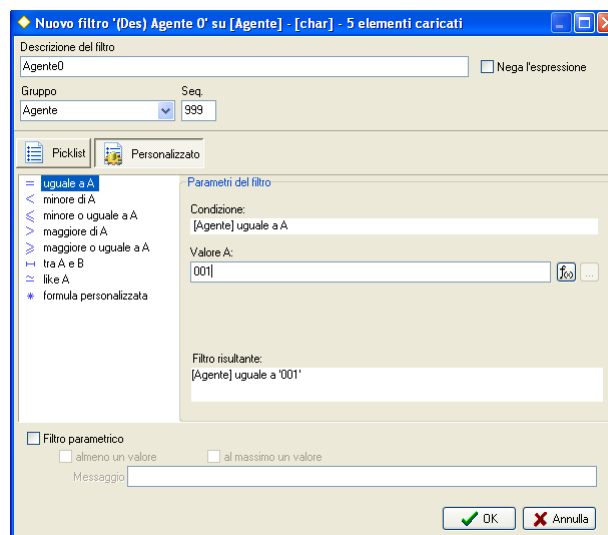 Nuovo filtro '(Des) Agente 0' su [Agente] - [char] - 5 elementi caricati
Descrizione del filtro
Agente0
Nega l'espressione
Gruppo Seq.
Agente 999
Picklist Personalizzato
= uguale a A
< minore di A
≤ minore o uguale a A
> maggiore di A
≥ maggiore o uguale a A
tra A e B
≃ like A
* formula personalizzata
Parametri del filtro
Condizione:
[Agente] uguale a A
Valore A:
001
f(x) ...
Filtro risultante:
[Agente] uguale a '001'
Filtro parametrico
almeno un valore al massimo un valore
Messaggio
OK Annulla